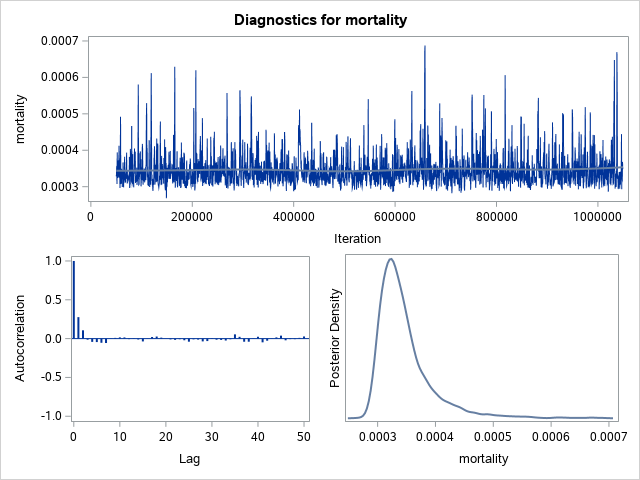 Diagnostics for mortality
0.0007
0.0006
0.0005
0.0004
0.0003
mortality
0 200000 400000 600000 800000 1000000
Iteration
1.0
0.5
0.0
-0.5
-1.0
Autocorrelation
0 10 20 30 40 50
Lag
Posterior Density
0.0003 0.0004 0.0005 0.0006 0.0007
mortality